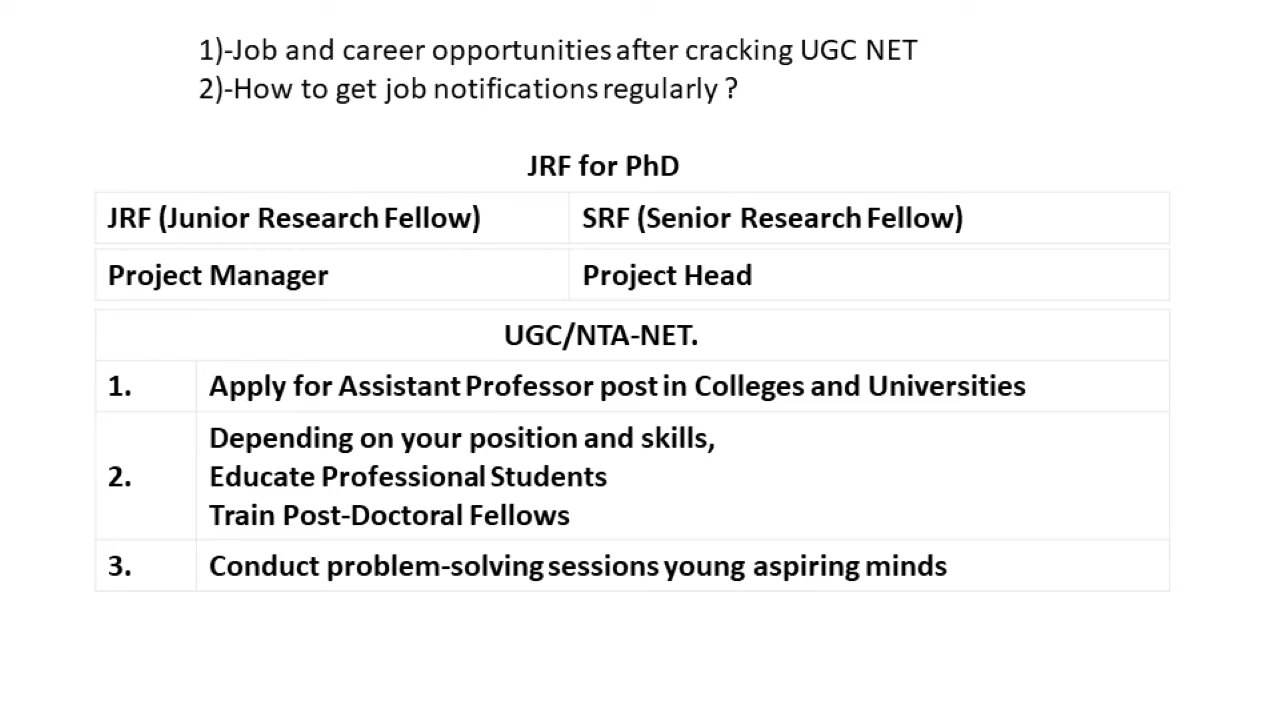 1)-Job and career opportunities after cracking UGC NET
2)-How to get job notifications regularly ?
JRF for PhD
JRF (Junior Research Fellow) SRF (Senior Research Fellow)
Project Manager Project Head
UGC/NTA-NET.
1. Apply for Assistant Professor post in Colleges and Universities
Depending on your position and skills,
2. Educate Professional Students
Train Post-Doctoral Fellows
3. Conduct problem-solving sessions young aspiring minds